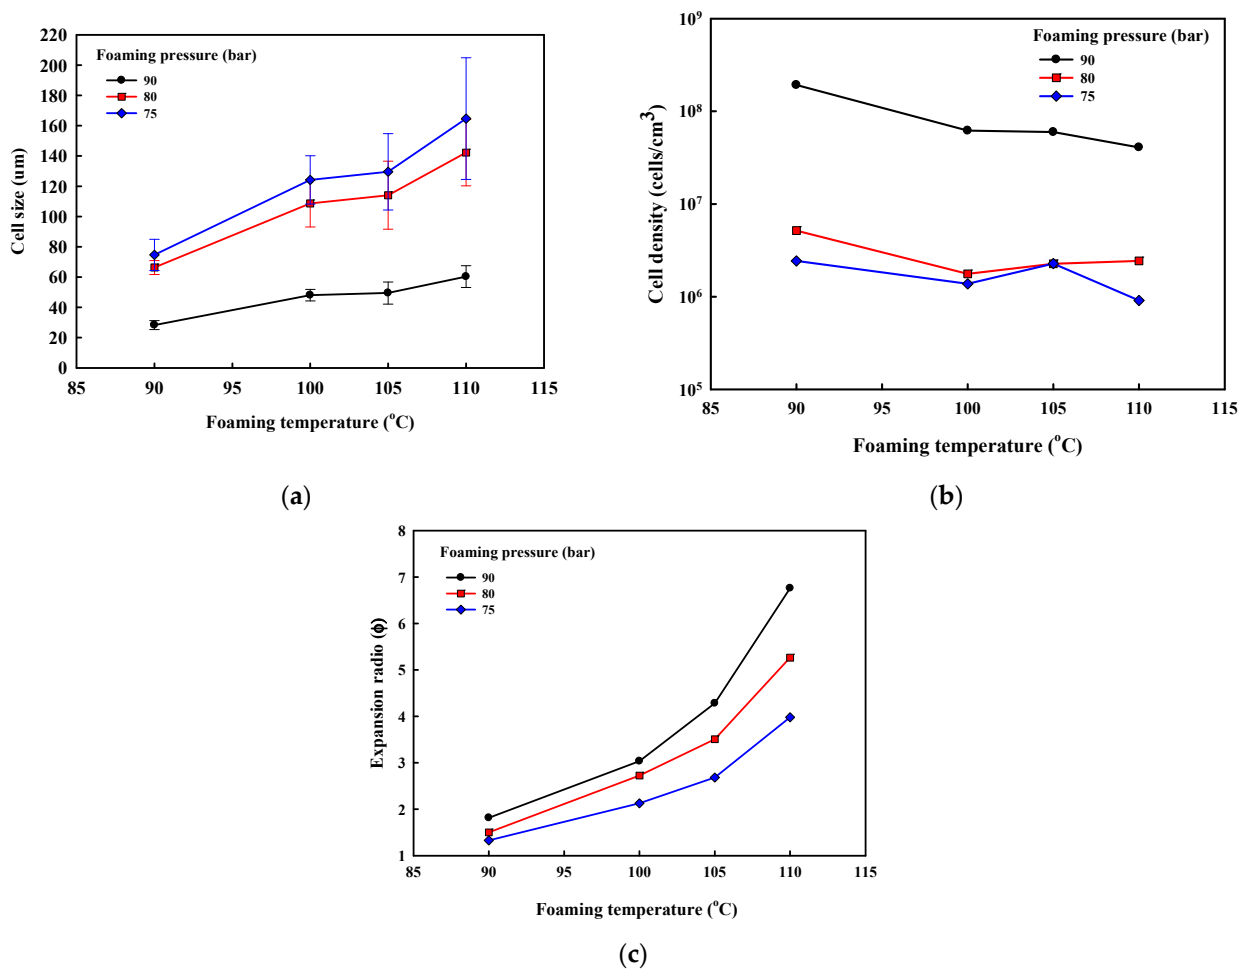 220
200
180
160
140
120
100
80
60
40
20
0
Cell size (um)
Foaming pressure (bar)
90
80
75
85 90 95 100 105 110 115
Foaming temperature (°C)
(a)
10⁹
10⁸
10⁷
10⁶
10⁵
Cell density (cells/cm³)
Foaming pressure (bar)
90
80
75
85 90 95 100 105 110 115
Foaming temperature (°C)
(b)
8
7
6
5
4
3
2
1
Expansion radio (ϕ)
Foaming pressure (bar)
90
80
75
85 90 95 100 105 110 115
Foaming temperature (°C)
(c)